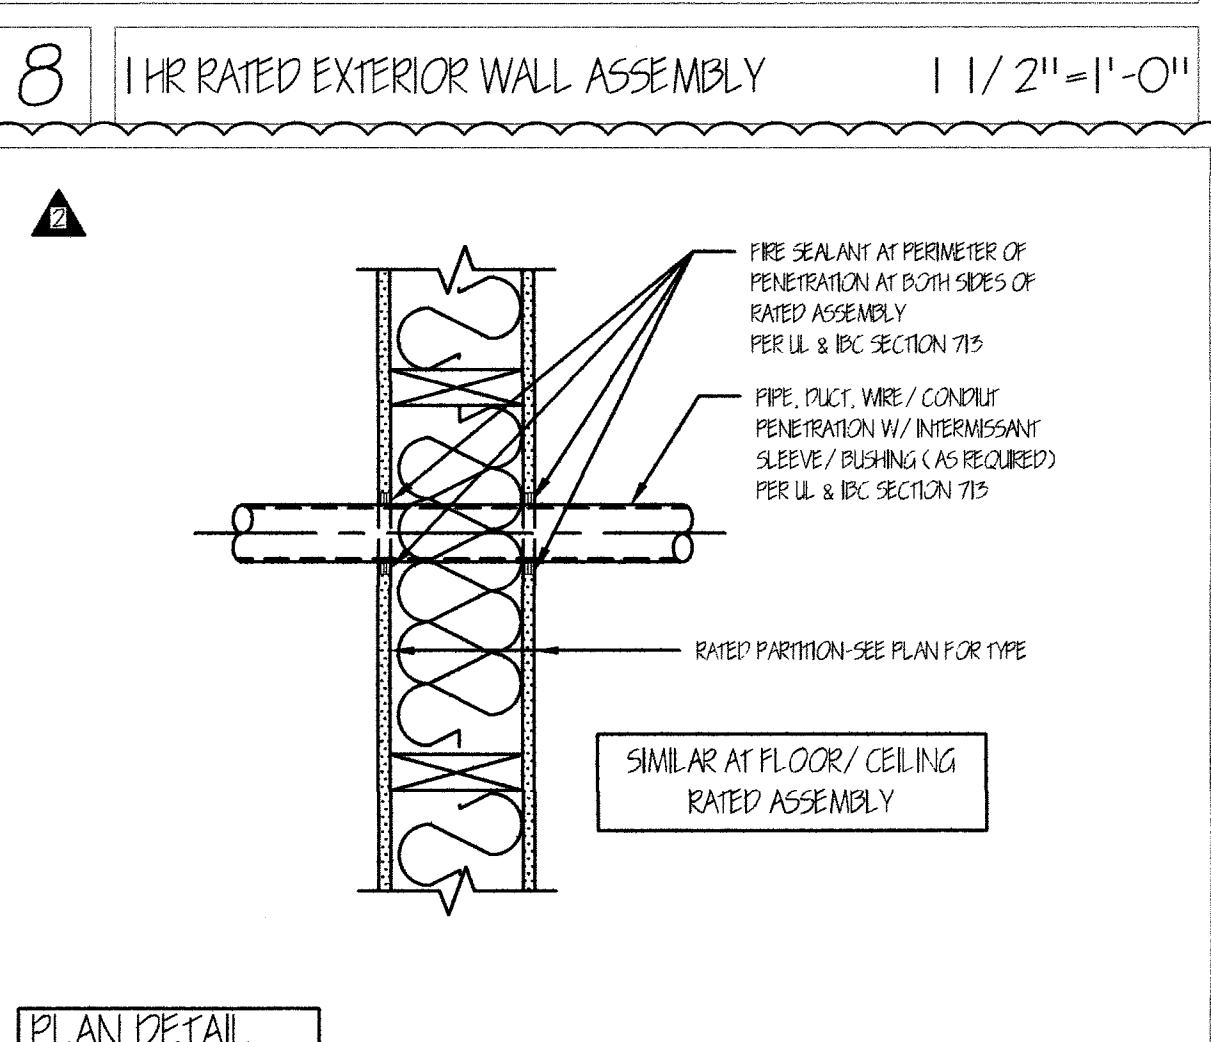 8
1 HR RATED EXTERIOR WALL ASSEMBLY
1 1/2"=1'-0"
2
FIRE SEALANT AT PERIMETER OF
PENETRATION AT BOTH SIDES OF
RATED ASSEMBLY
PER UL & IBC SECTION 713
PIPE, DUCT, WIRE/ CONDIUT
PENETRATION W/ INTERMISSANT
SLEEVE/ BUSHING (AS REQUIRED)
PER UL & IBC SECTION 713
RATED PARTITION-SEE PLAN FOR TYPE
SIMILAR AT FLOOR/ CEILING
RATED ASSEMBLY
PLAN DETAIL